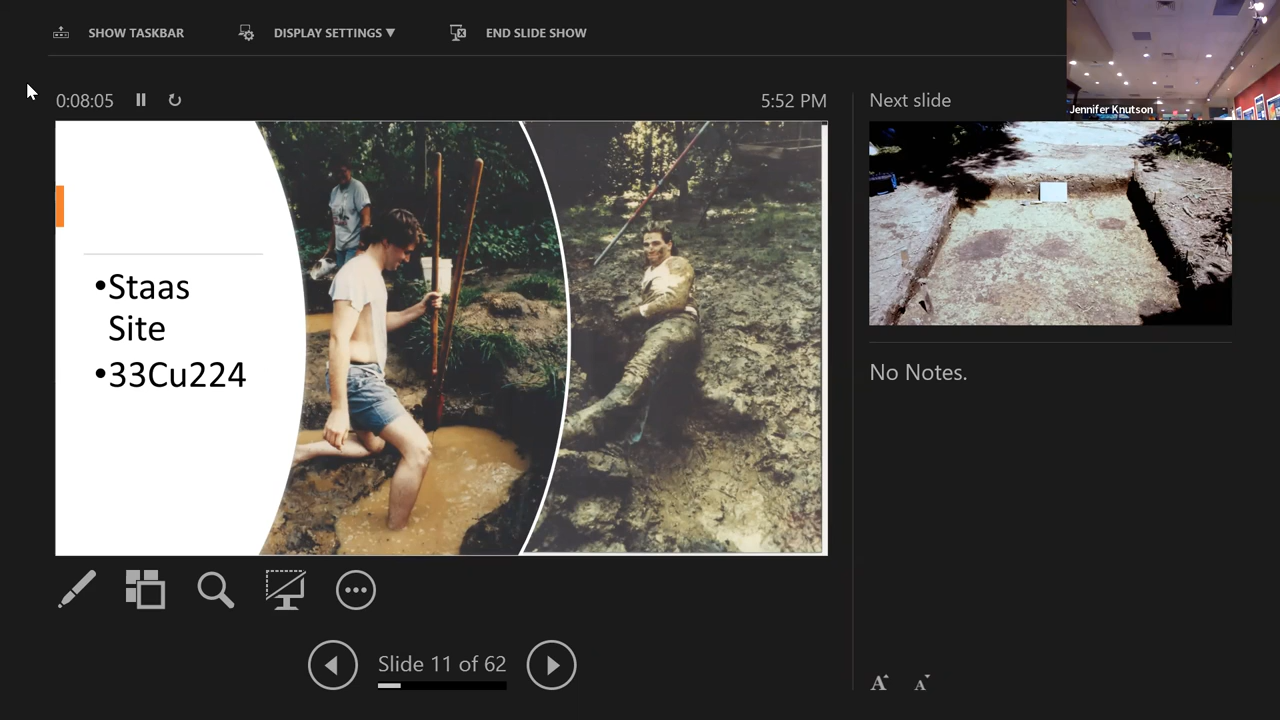 SHOW TASKBAR
DISPLAY SETTINGS ▼
END SLIDE SHOW
0:08:05
5:52 PM
Next slide
Jennifer Knutson
•Staas
Site
•33Cu224
No Notes.
Slide 11 of 62
A A